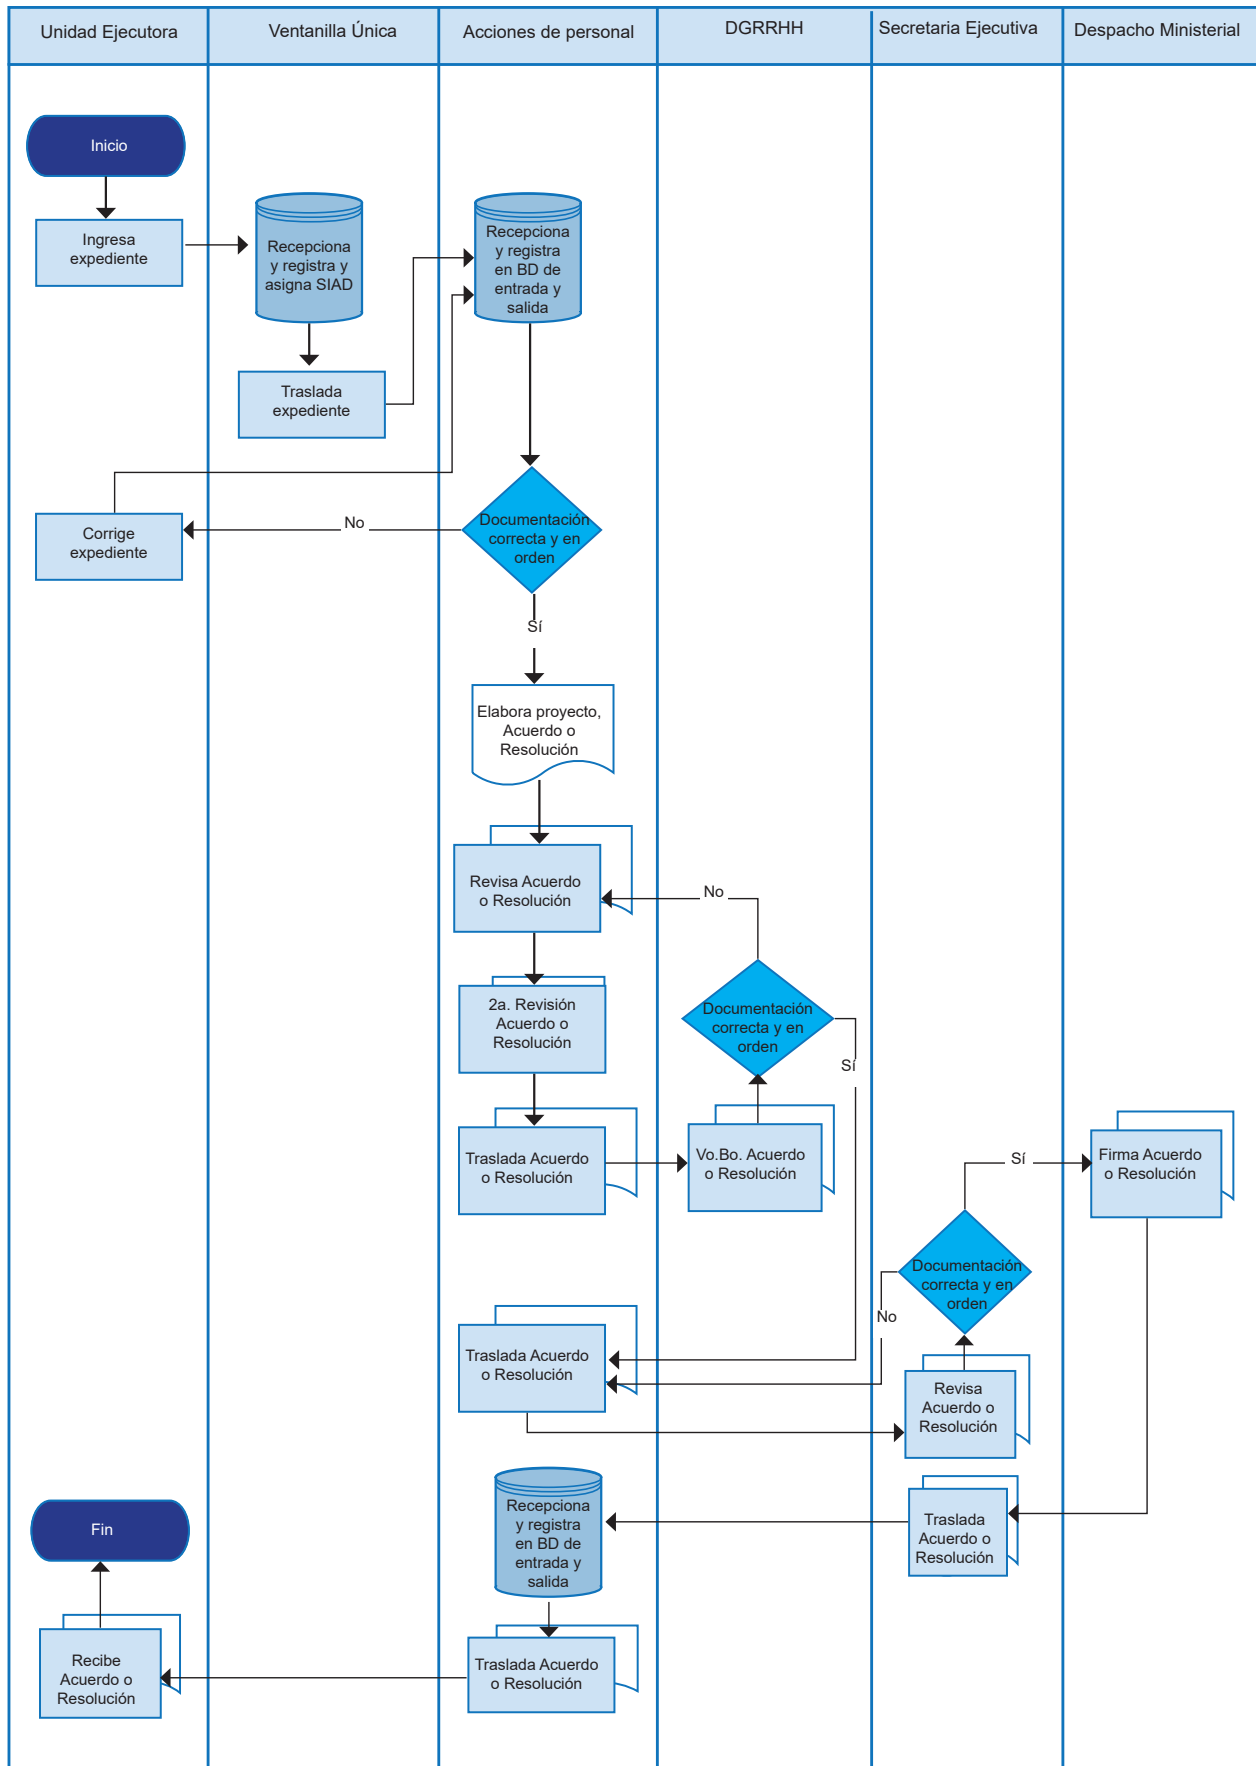 Unidad Ejecutora
Ventanilla Única
Acciones de personal
DGRRHH
Secretaria Ejecutiva
Despacho Ministerial
Inicio
Ingresa
expediente
Recepciona
y registra y
asigna SIAD
Recepciona
y registra
en BD de
entrada y
salida
Traslada
expediente
Documentación
correcta y en
orden
No
Corrige
expediente
Sí
Elabora proyecto,
Acuerdo o
Resolución
Revisa Acuerdo
o Resolución
No
2a. Revisión
Acuerdo o
Resolución
Documentación
correcta y en
orden
Sí
Traslada Acuerdo
o Resolución
Vo.Bo. Acuerdo
o Resolución
Sí
Firma Acuerdo
o Resolución
Documentación
correcta y en
orden
No
Traslada Acuerdo
o Resolución
Revisa
Acuerdo o
Resolución
Recepciona
y registra
en BD de
entrada y
salida
Traslada
Acuerdo o
Resolución
Fin
Recibe
Acuerdo o
Resolución
Traslada Acuerdo
o Resolución